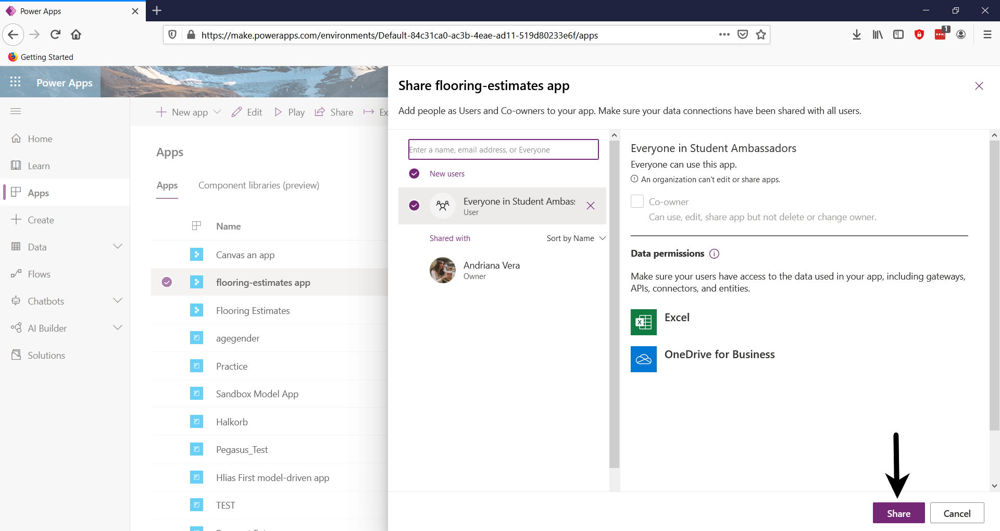 Power Apps
https://make.powerapps.com/environments/Default-84c31ca0-ac3b-4eae-ad11-519d80233e6f/apps
1
Getting Started
Power Apps
New app
Edit
Play
Share
Ex
Home
Learn
Apps
Create
Data
Flows
Chatbots
AI Builder
Solutions
Apps
Apps
Component libraries (preview)
Name
Canvas an app
flooring-estimates app
Flooring Estimates
agegender
Practice
Sandbox Model App
Halkorb
Pegasus_Test
Hlias First model-driven app
TEST
Share flooring-estimates app
Add people as Users and Co-owners to your app. Make sure your data connections have been shared with all users.
Enter a name, email address, or Everyone
New users
Everyone in Student Ambas
User
Shared with
Sort by Name
Andriana Vera
Owner
Everyone in Student Ambassadors
Everyone can use this app.
An organization can't edit or share apps.
Co-owner
Can use, edit, share app but not delete or change owner.
Data permissions
Make sure your users have access to the data used in your app, including gateways,
APIs, connectors, and entities.
Excel
OneDrive for Business
Share
Cancel